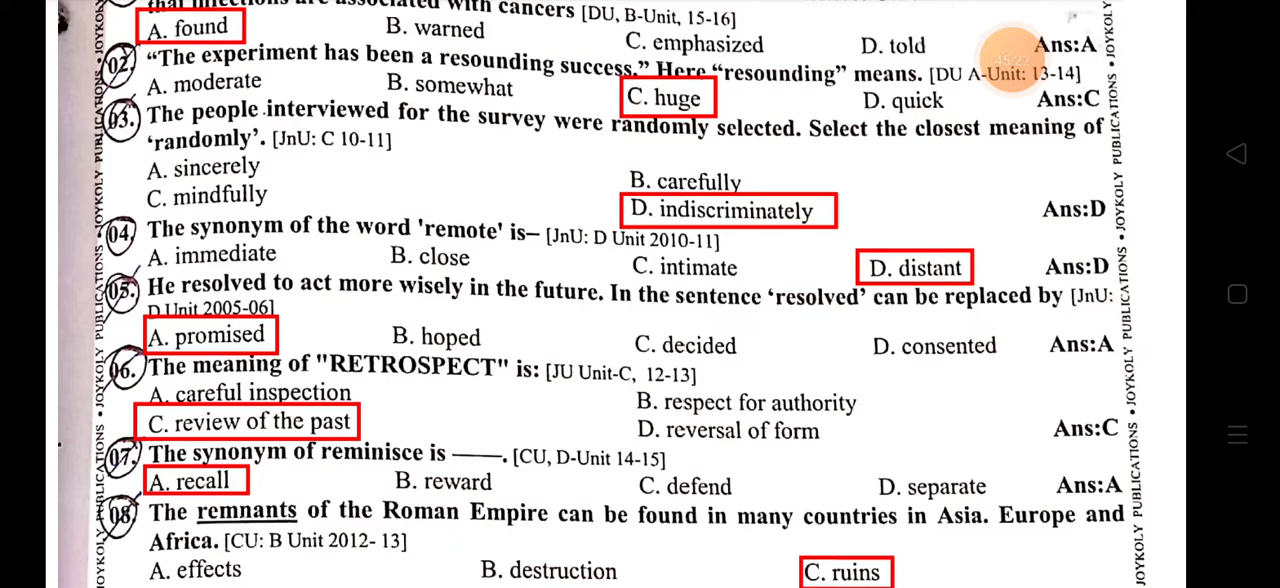 that infections are associated with cancers [DU, B-Unit, 15-16]
A. found B. warned C. emphasized D. told Ans:A
02. “The experiment has been a resounding success.” Here “resounding” means. [DU A-Unit: 13-14]
A. moderate B. somewhat C. huge D. quick Ans:C
03. The people interviewed for the survey were randomly selected. Select the closest meaning of
‘randomly’. [JnU: C 10-11]
A. sincerely B. carefully
C. mindfully D. indiscriminately Ans:D
04. The synonym of the word 'remote' is– [JnU: D Unit 2010-11]
A. immediate B. close C. intimate D. distant Ans:D
05. He resolved to act more wisely in the future. In the sentence ‘resolved’ can be replaced by [JnU:
D Unit 2005-06]
A. promised B. hoped C. decided D. consented Ans:A
06. The meaning of "RETROSPECT" is: [JU Unit-C, 12-13]
A. careful inspection B. respect for authority
C. review of the past D. reversal of form Ans:C
07. The synonym of reminisce is ——. [CU, D-Unit 14-15]
A. recall B. reward C. defend D. separate Ans:A
08. The remnants of the Roman Empire can be found in many countries in Asia. Europe and
Africa. [CU: B Unit 2012- 13]
A. effects B. destruction C. ruins
45:27
JOYKOLY PUBLICATIONS • JOYKOLY PUBLICATIONS • JOYKOLY
JOYKOLY PUBLICATIONS • JOYKOLY PUBLICATIONS • JOYKOLY PUBLICATIONS